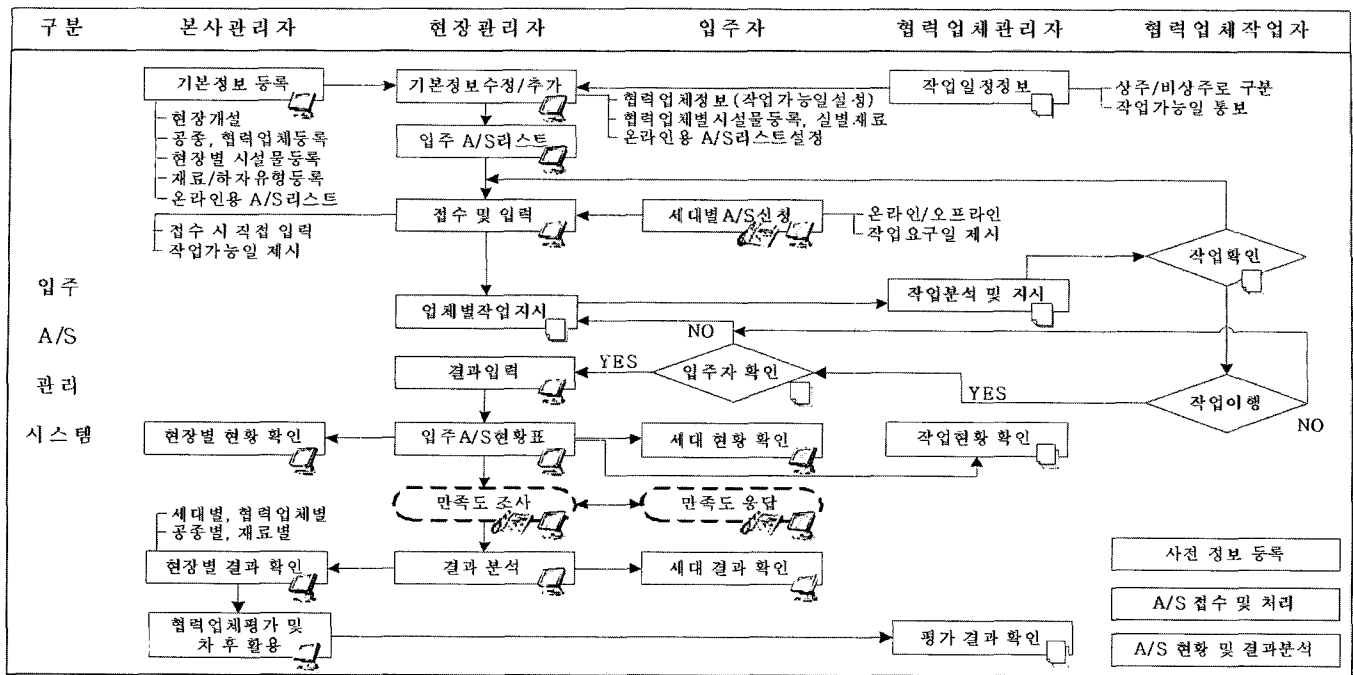 구분 본사관리자 현장관리자 입주자 협력업체관리자 협력업체작업자
입주
A/S
관리
시스템
기본정보 등록
현장개설
공종, 협력업체등록
현장별 시설물등록
재료/하자유형등록
온라인용 A/S리스트
기본정보수정/추가
협력업체정보(작업가능일설정)
협력업체별시설물등록, 실별재료
온라인용 A/S리스트설정
작업일정정보
상주/비상주로 구분
작업가능일 통보
입주 A/S리스트
접수 및 입력
접수 시 직접 입력
작업가능일 제시
세대별A/S신청
온라인/오프라인
작업요구일 제시
작업확인
업체별작업지시
작업분석 및 지시
NO
결과입력
YES
입주자 확인
YES
작업이행
NO
현장별 현황 확인
입주A/S현황표
세대 현황 확인
작업현황 확인
만족도 조사
만족도 응답
세대별, 협력업체별
공종별, 재료별
현장별 결과 확인
결과 분석
세대 결과 확인
협력업체평가 및
차 후 활용
평가 결과 확인
사전 정보 등록
A/S 접수 및 처리
A/S 현황 및 결과분석